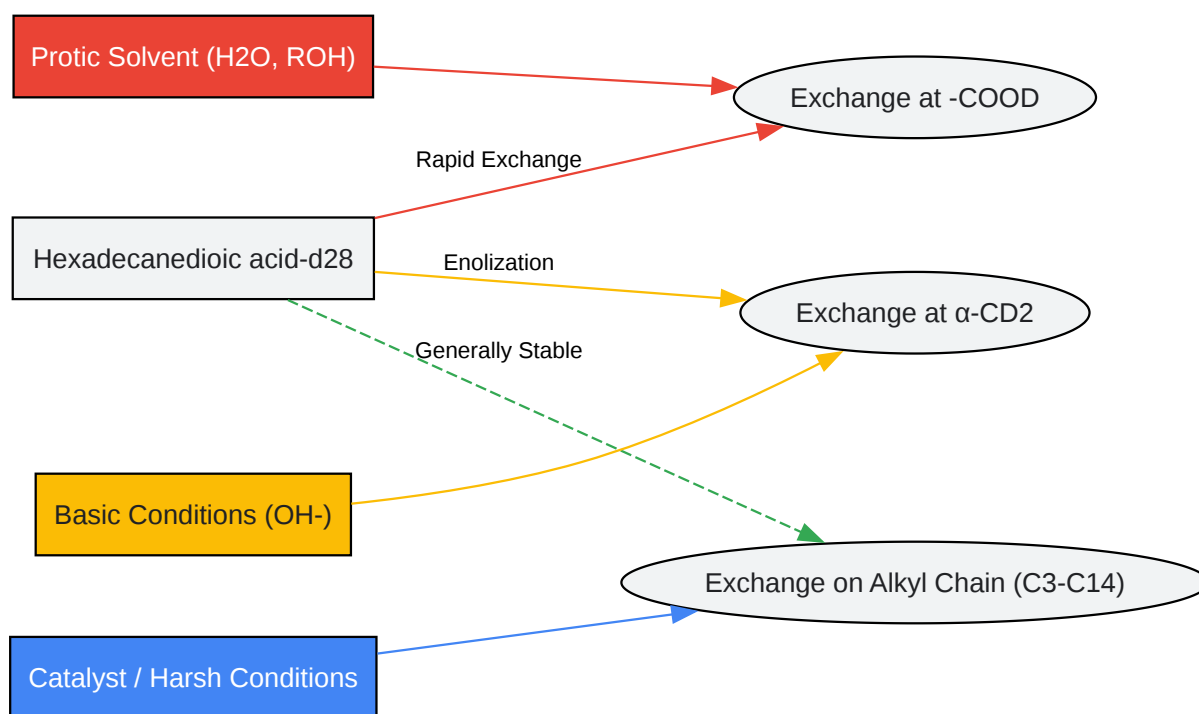 Protic Solvent (H2O, ROH)
Exchange at -COOD
Rapid Exchange
Hexadecanedioic acid-d28
Enolization
Exchange at α-CD2
Generally Stable
Basic Conditions (OH-)
Exchange on Alkyl Chain (C3-C14)
Catalyst / Harsh Conditions